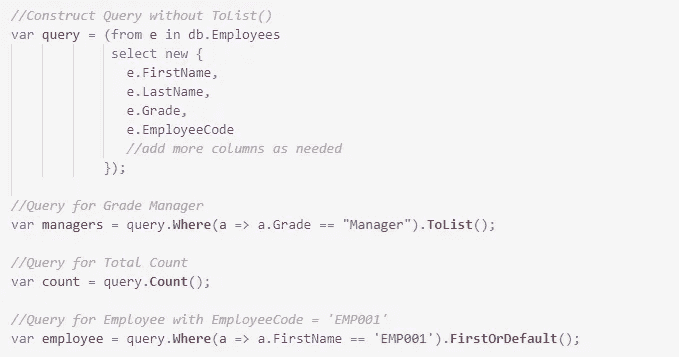 //Construct Query without ToList()
var query = (from e in db.Employees
select new {
e.FirstName,
e.LastName,
e.Grade,
e.EmployeeCode
//add more columns as needed
});
//Query for Grade Manager
var managers = query.Where(a => a.Grade == "Manager").ToList();
//Query for Total Count
var count = query.Count();
//Query for Employee with EmployeeCode = 'EMP001'
var employee = query.Where(a => a.FirstName == 'EMP001').FirstOrDefault();